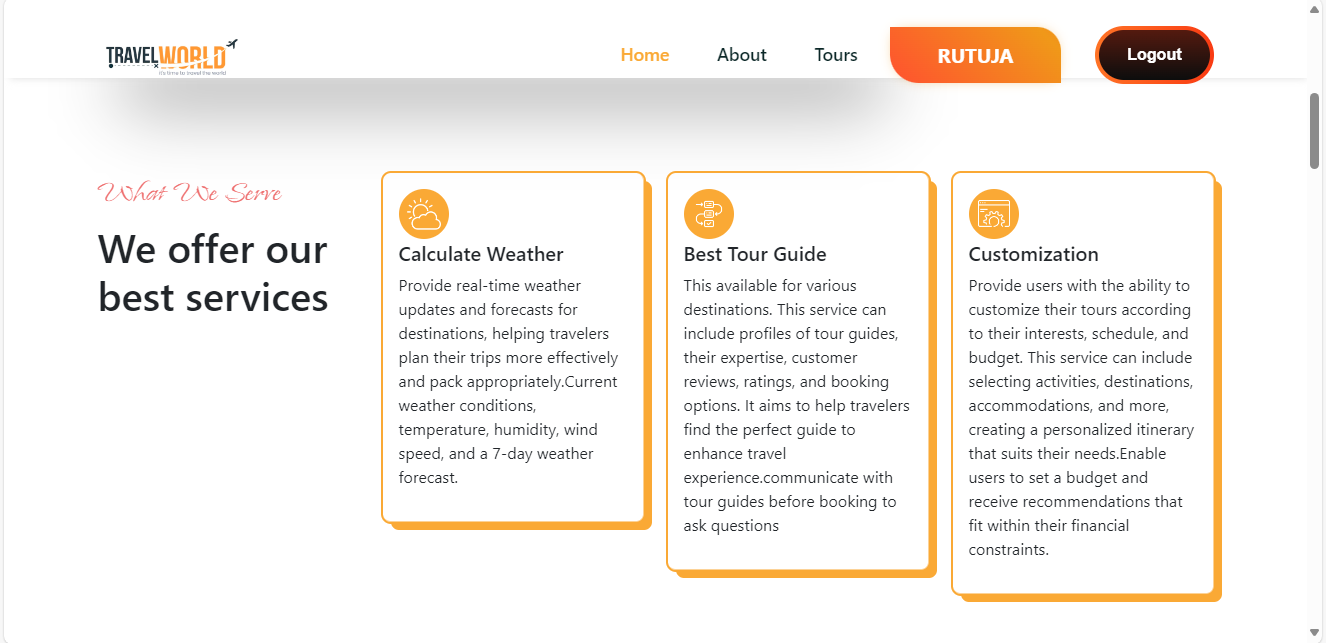 TRAVELWORLD
it's time to travel the world
Home
About
Tours
RUTUJA
Logout
What We Serve
We offer our
best services
Calculate Weather
Provide real-time weather
updates and forecasts for
destinations, helping travelers
plan their trips more effectively
and pack appropriately.Current
weather conditions,
temperature, humidity, wind
speed, and a 7-day weather
forecast.
Best Tour Guide
This available for various
destinations. This service can
include profiles of tour guides,
their expertise, customer
reviews, ratings, and booking
options. It aims to help travelers
find the perfect guide to
enhance travel
experience.communicate with
tour guides before booking to
ask questions
Customization
Provide users with the ability to
customize their tours according
to their interests, schedule, and
budget. This service can include
selecting activities, destinations,
accommodations, and more,
creating a personalized itinerary
that suits their needs.Enable
users to set a budget and
receive recommendations that
fit within their financial
constraints.